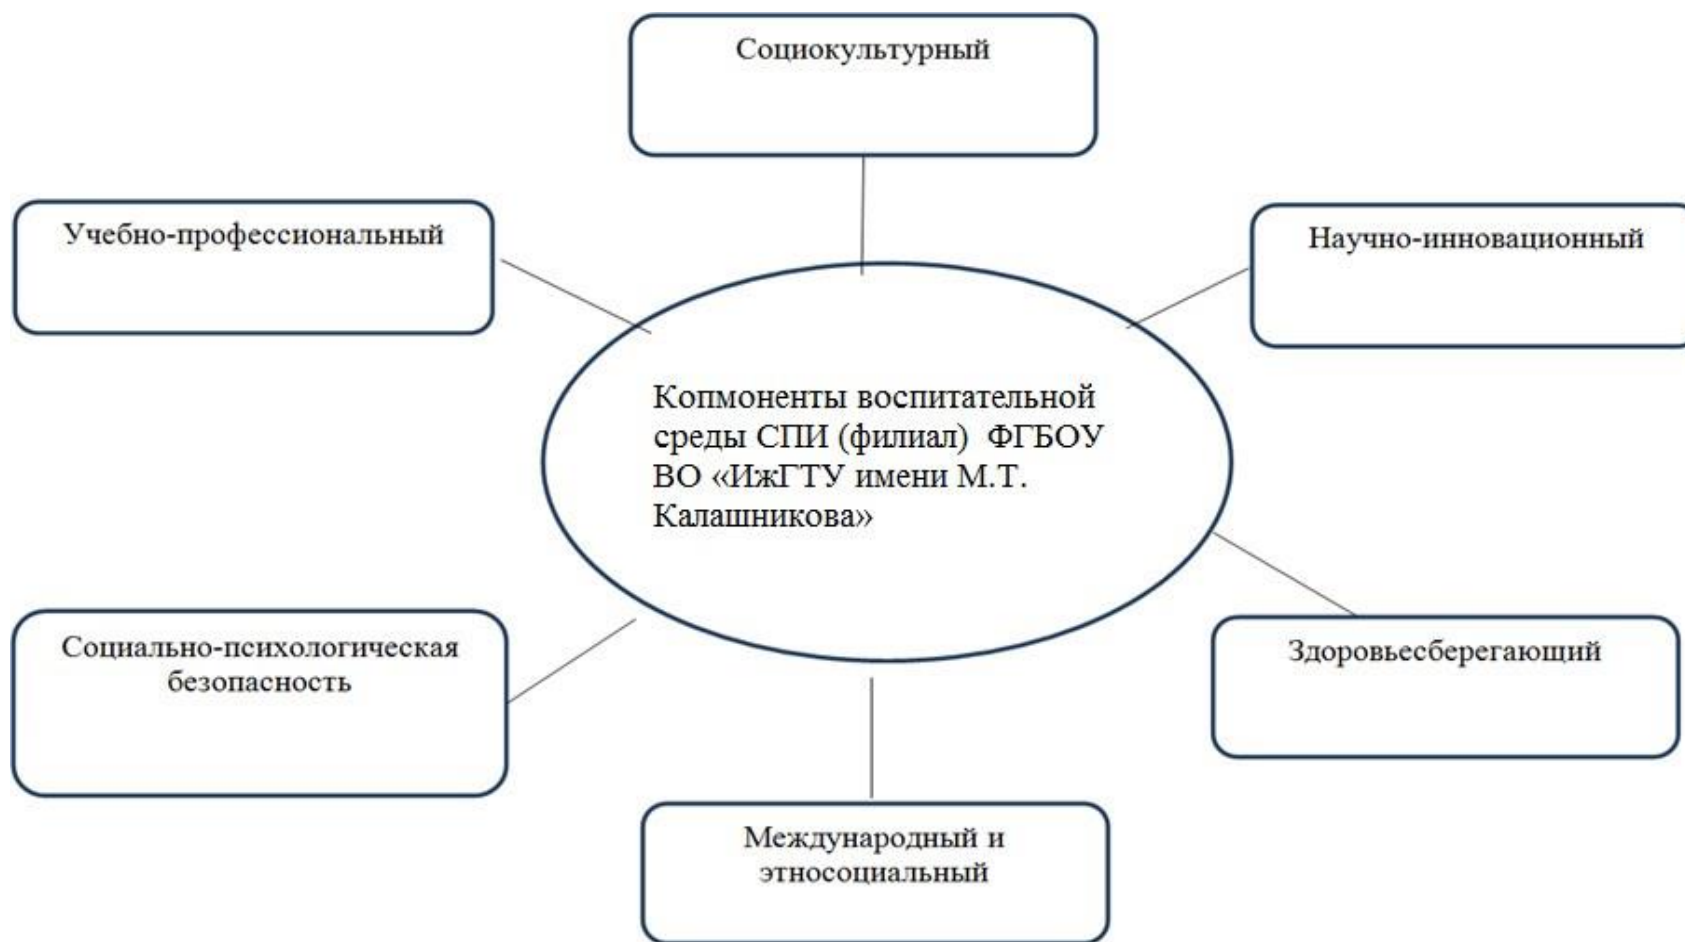 Социокультурный
Учебно-профессиональный
Научно-инновационный
Копмоненты воспитательной
среды СПИ (филиал) ФГБОУ
ВО «ИжГТУ имени М.Т.
Калашникова»
Социально-психологическая
безопасность
Здоровьесберегающий
Международный и
этносоциальный